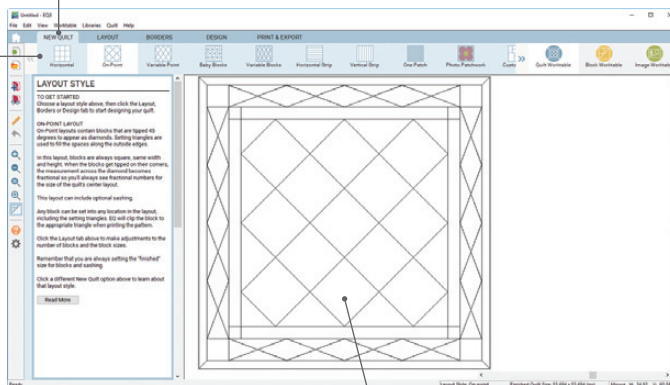 Untitled - EQ8
File Edit View Worktable Libraries Quilt Help
NEW QUILT LAYOUT BORDERS DESIGN PRINT & EXPORT
Horizontal On-Point Variable Point Baby Blocks Variable Blocks Horizontal Strip Vertical Strip One Patch Photo Patchwork Custo Quilt Worktable Block Worktable Image Worktab
LAYOUT STYLE
TO GET STARTED
Choose a layout style above, then click the Layout,
Borders or Design tab to start designing your quilt.
ON-POINT LAYOUT
On-Point layouts contain blocks that are tipped 45
degrees to appear as diamonds. Setting triangles are
used to fill the spaces along the outside edges.
In this layout, blocks are always square, same width
and height. When the blocks get tipped on their corners,
the measurement across the diamond becomes
fractional so you'll always see fractional numbers for
the size of the quilt's center layout.
This layout can include optional sashing.
Any block can be set into any location in the layout,
including the setting triangles. EQ will clip the block to
the appropriate triangle when printing the pattern.
Click the Layout tab above to make adjustments to the
number of blocks and the block sizes.
Remember that you are always setting the "finished"
size for blocks and sashing.
Click a different New Quilt option above to learn about
that layout style.
Read More